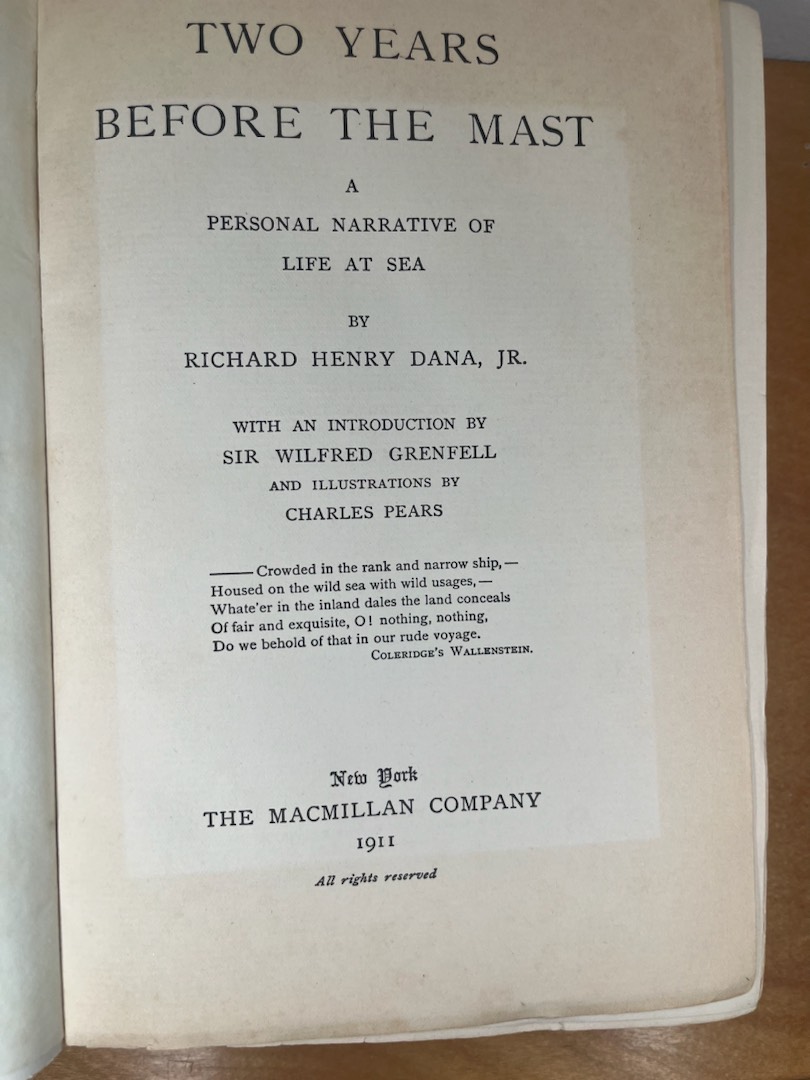 TWO YEARS
BEFORE THE MAST
A
PERSONAL NARRATIVE OF
LIFE AT SEA
BY
RICHARD HENRY DANA, JR.
WITH AN INTRODUCTION BY
SIR WILFRED GRENFELL
AND ILLUSTRATIONS BY
CHARLES PEARS
—— Crowded in the rank and narrow ship,—
Housed on the wild sea with wild usages,—
Whate'er in the inland dales the land conceals
Of fair and exquisite, O! nothing, nothing,
Do we behold of that in our rude voyage.
COLERIDGE'S WALLENSTEIN.
New York
THE MACMILLAN COMPANY
1911
All rights reserved